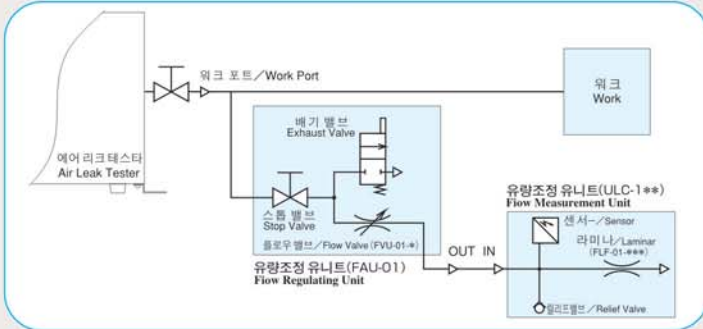 워크 포트/Work Port
워크
Work
배기 밸브
Exhaust Valve
에어 리크테스타
Air Leak Tester
스톱 밸브
Stop Valve
플로우 밸브/Flow Valve (FVU-01-*)
유량조정 유니트(FAU-01)
Flow Regulating Unit
OUT IN
유량조정 유니트(ULC-1**)
Flow Measurement Unit
센서-/Sensor
라미나/Laminar
(FLF-01-***)
릴리프밸브/Relief Valve